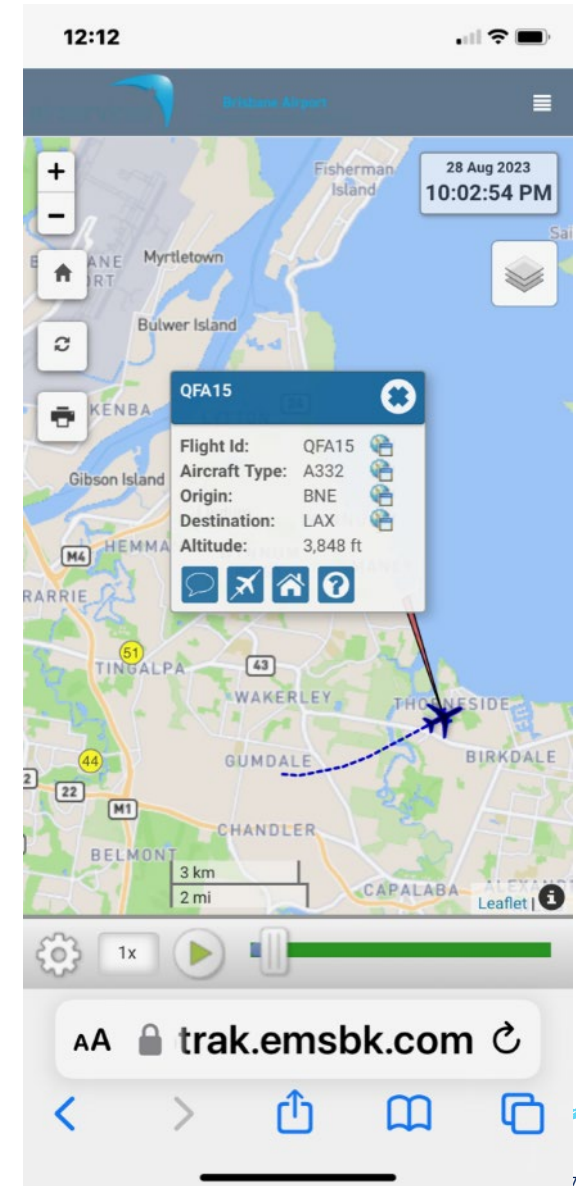 12:12
Brisbane Airport
+
−
Fisherman
Island
28 Aug 2023
10:02:54 PM
Myrtletown
Bulwer Island
KENBA
Gibson Island
QFA15
Flight Id: QFA15
Aircraft Type: A332
Origin: BNE
Destination: LAX
Altitude: 3,848 ft
M4
HEMMA
RARRIE
51
TINGALPA
43
WAKERLEY
THORNESIDE
44
GUMDALE
BIRKDALE
2
22
M1
CHANDLER
BELMONT
3 km
2 mi
CAPALABA
Leaflet |
1x
AA trak.emsbk.com